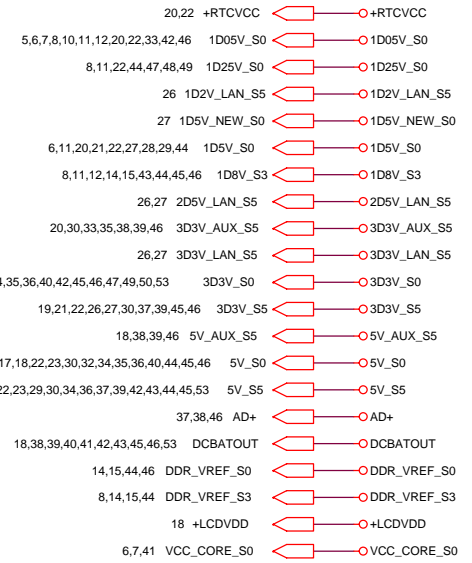 20,22 +RTCVCC +RTCVCC
5,6,7,8,10,11,12,20,22,33,42,46 1D05V_S0 1D05V_S0
8,11,22,44,47,48,49 1D25V_S0 1D25V_S0
26 1D2V_LAN_S5 1D2V_LAN_S5
27 1D5V_NEW_S0 1D5V_NEW_S0
6,11,20,21,22,27,28,29,44 1D5V_S0 1D5V_S0
8,11,12,14,15,43,44,45,46 1D8V_S3 1D8V_S3
26,27 2D5V_LAN_S5 2D5V_LAN_S5
20,30,33,35,38,39,46 3D3V_AUX_S5 3D3V_AUX_S5
26,27 3D3V_LAN_S5 3D3V_LAN_S5
,35,36,40,42,45,46,47,49,50,53 3D3V_S0 3D3V_S0
19,21,22,26,27,30,37,39,45,46 3D3V_S5 3D3V_S5
18,38,39,46 5V_AUX_S5 5V_AUX_S5
17,18,22,23,30,32,34,35,36,40,44,45,46 5V_S0 5V_S0
22,23,29,30,34,36,37,39,42,43,44,45,53 5V_S5 5V_S5
37,38,46 AD+ AD+
18,38,39,40,41,42,43,45,46,53 DCBATOUT DCBATOUT
14,15,44,46 DDR_VREF_S0 DDR_VREF_S0
8,14,15,44 DDR_VREF_S3 DDR_VREF_S3
18 +LCDVDD +LCDVDD
6,7,41 VCC_CORE_S0 VCC_CORE_S0